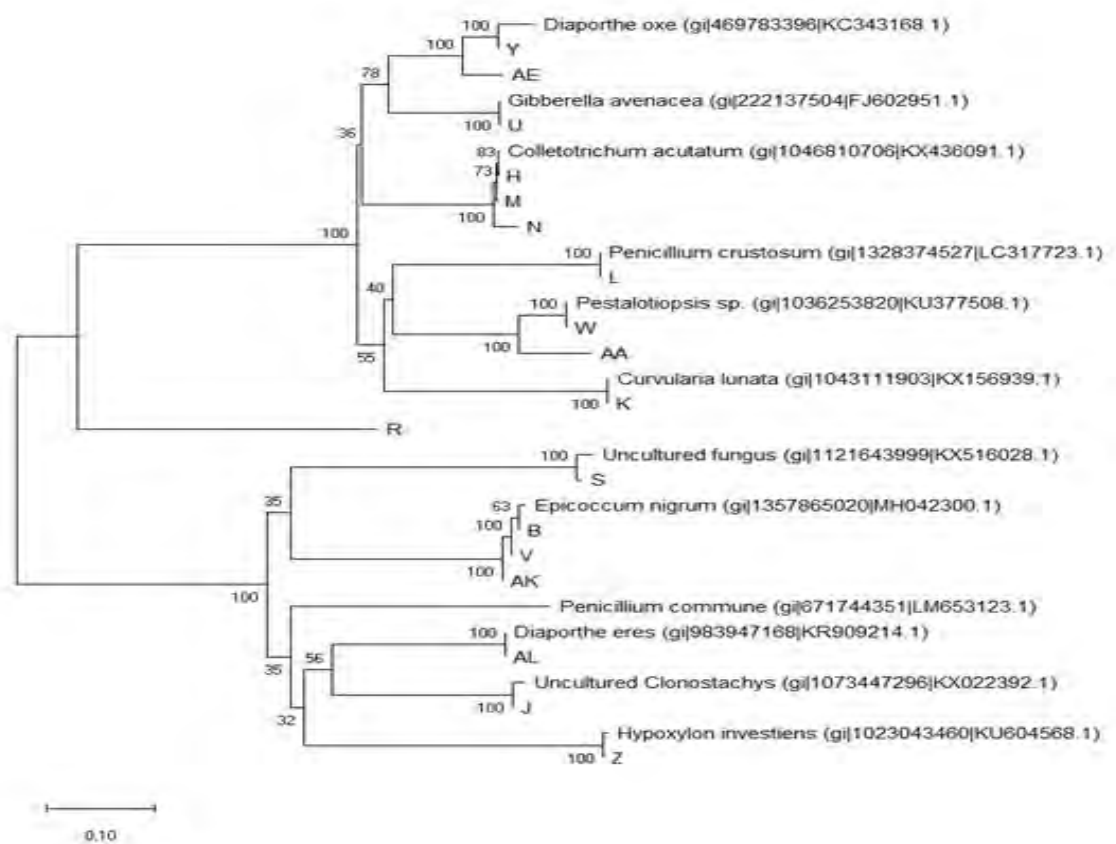 100 Diaporthe oxe (gi|469783396|KC343168.1)
100 Y
78 AE
Gibberella avenacea (gi|222137504|FJ602951.1)
100 U
36 83 Colletotrichum acutatum (gi|1046810706|KX436091.1)
73 H
M
100 N
100 100 Penicillium crustosum (gi|1328374527|LC317723.1)
L
40 100 Pestalotiopsis sp. (gi|1036253820|KU377508.1)
W
55 100 AA
Curvularia lunata (gi|1043111903|KX156939.1)
100 K
R
100 Uncultured fungus (gi|1121643999|KX516028.1)
S
35 63 Epicoccum nigrum (gi|1357865020|MH042300.1)
100 B
V
100 100 AK
Penicillium commune (gi|671744351|LM653123.1)
100 Diaporthe eres (gi|983947168|KR909214.1)
35 56 AL
Uncultured Clonostachys (gi|1073447296|KX022392.1)
32 100 J
Hypoxylon investiens (gi|1023043460|KU604568.1)
100 Z
0.10